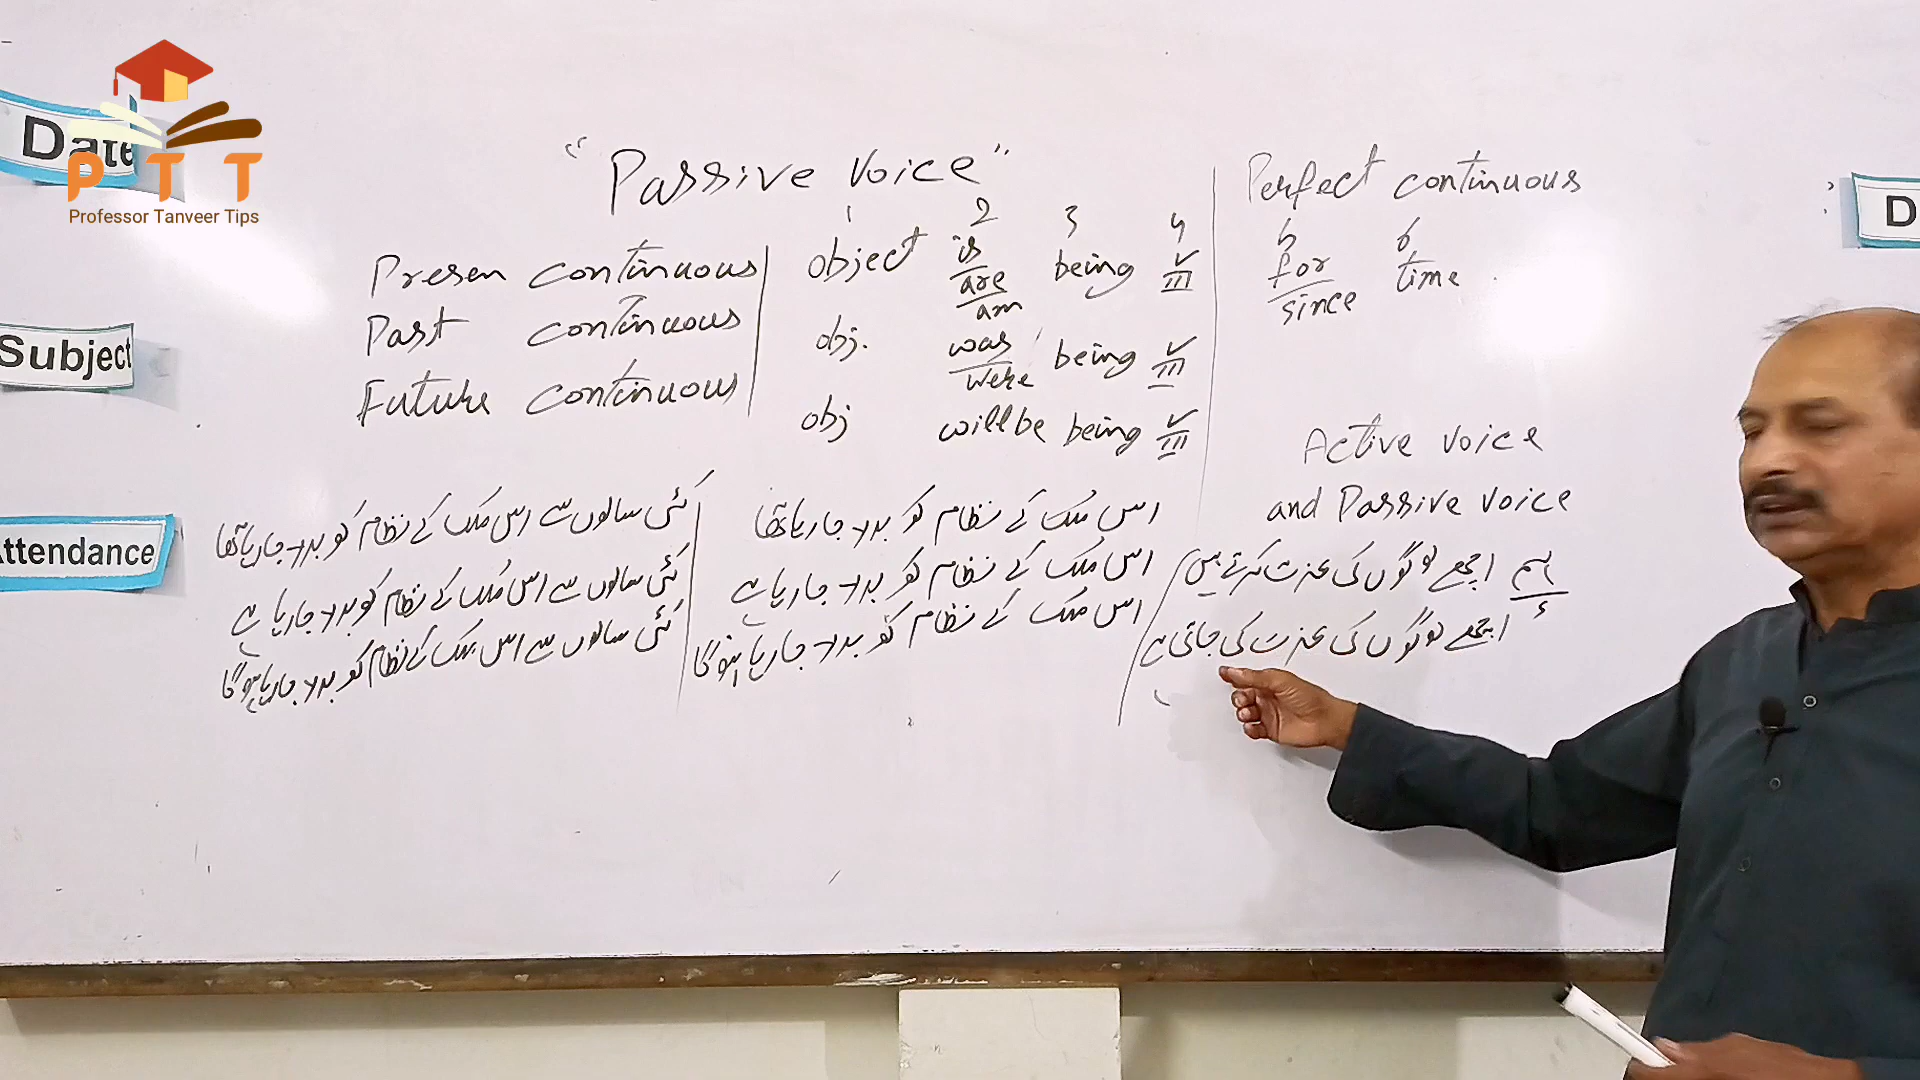 Date
P T T
Professor Tanveer Tips
Subject
Attendance
D
"Passive Voice"
1 2 3 4
Presen continuous object is being V
are III
am
Past continuous obj. was being V
were III
Future continuous obj will be being V
III
Perfect continuous
5 6
for time
since
Active voice
and Passive voice
ہم اچھے لوگوں کی عزت کرتے ہیں
اچھے لوگوں کی عزت کی جاتی ہے
اس ملک کے نظام کو بدلا جا رہا تھا
اس ملک کے نظام کو بدلا جا رہا ہے
اس ملک کے نظام کو بدلا جا رہا ہو گا
کئی سالوں سے اس ملک کے نظام کو بدلا جا رہا تھا
کئی سالوں سے اس ملک کے نظام کو بدلا جا رہا ہے
کئی سالوں سے اس ملک کے نظام کو بدلا جا رہا ہو گا